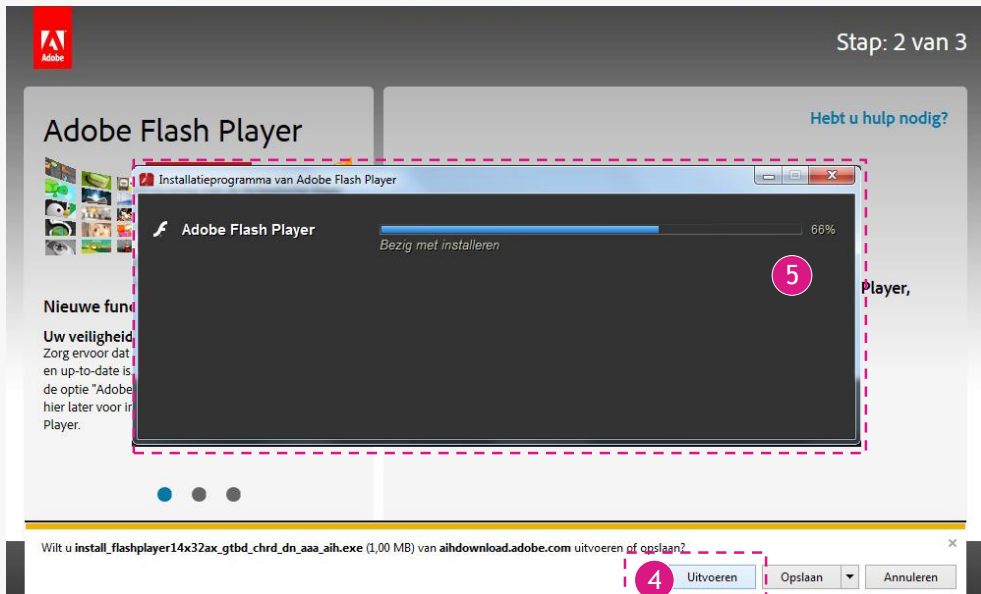 Adobe
Stap: 2 van 3
Adobe Flash Player
Hebt u hulp nodig?
Installatieprogramma van Adobe Flash Player
Adobe Flash Player
66%
Bezig met installeren
5
Player,
Nieuwe
Uw veiligheid
Zorg ervoor dat
en up-to-date is
de optie "Adobe
hier later voor
Player.
Wilt u install_flashplayer14x32ax_gtbd_chrd_dn_aaa_aih.exe (1,00 MB) van aihdownload.adobe.com uitvoeren of opslaan?
4
Uitvoeren
Opslaan
Annuleren